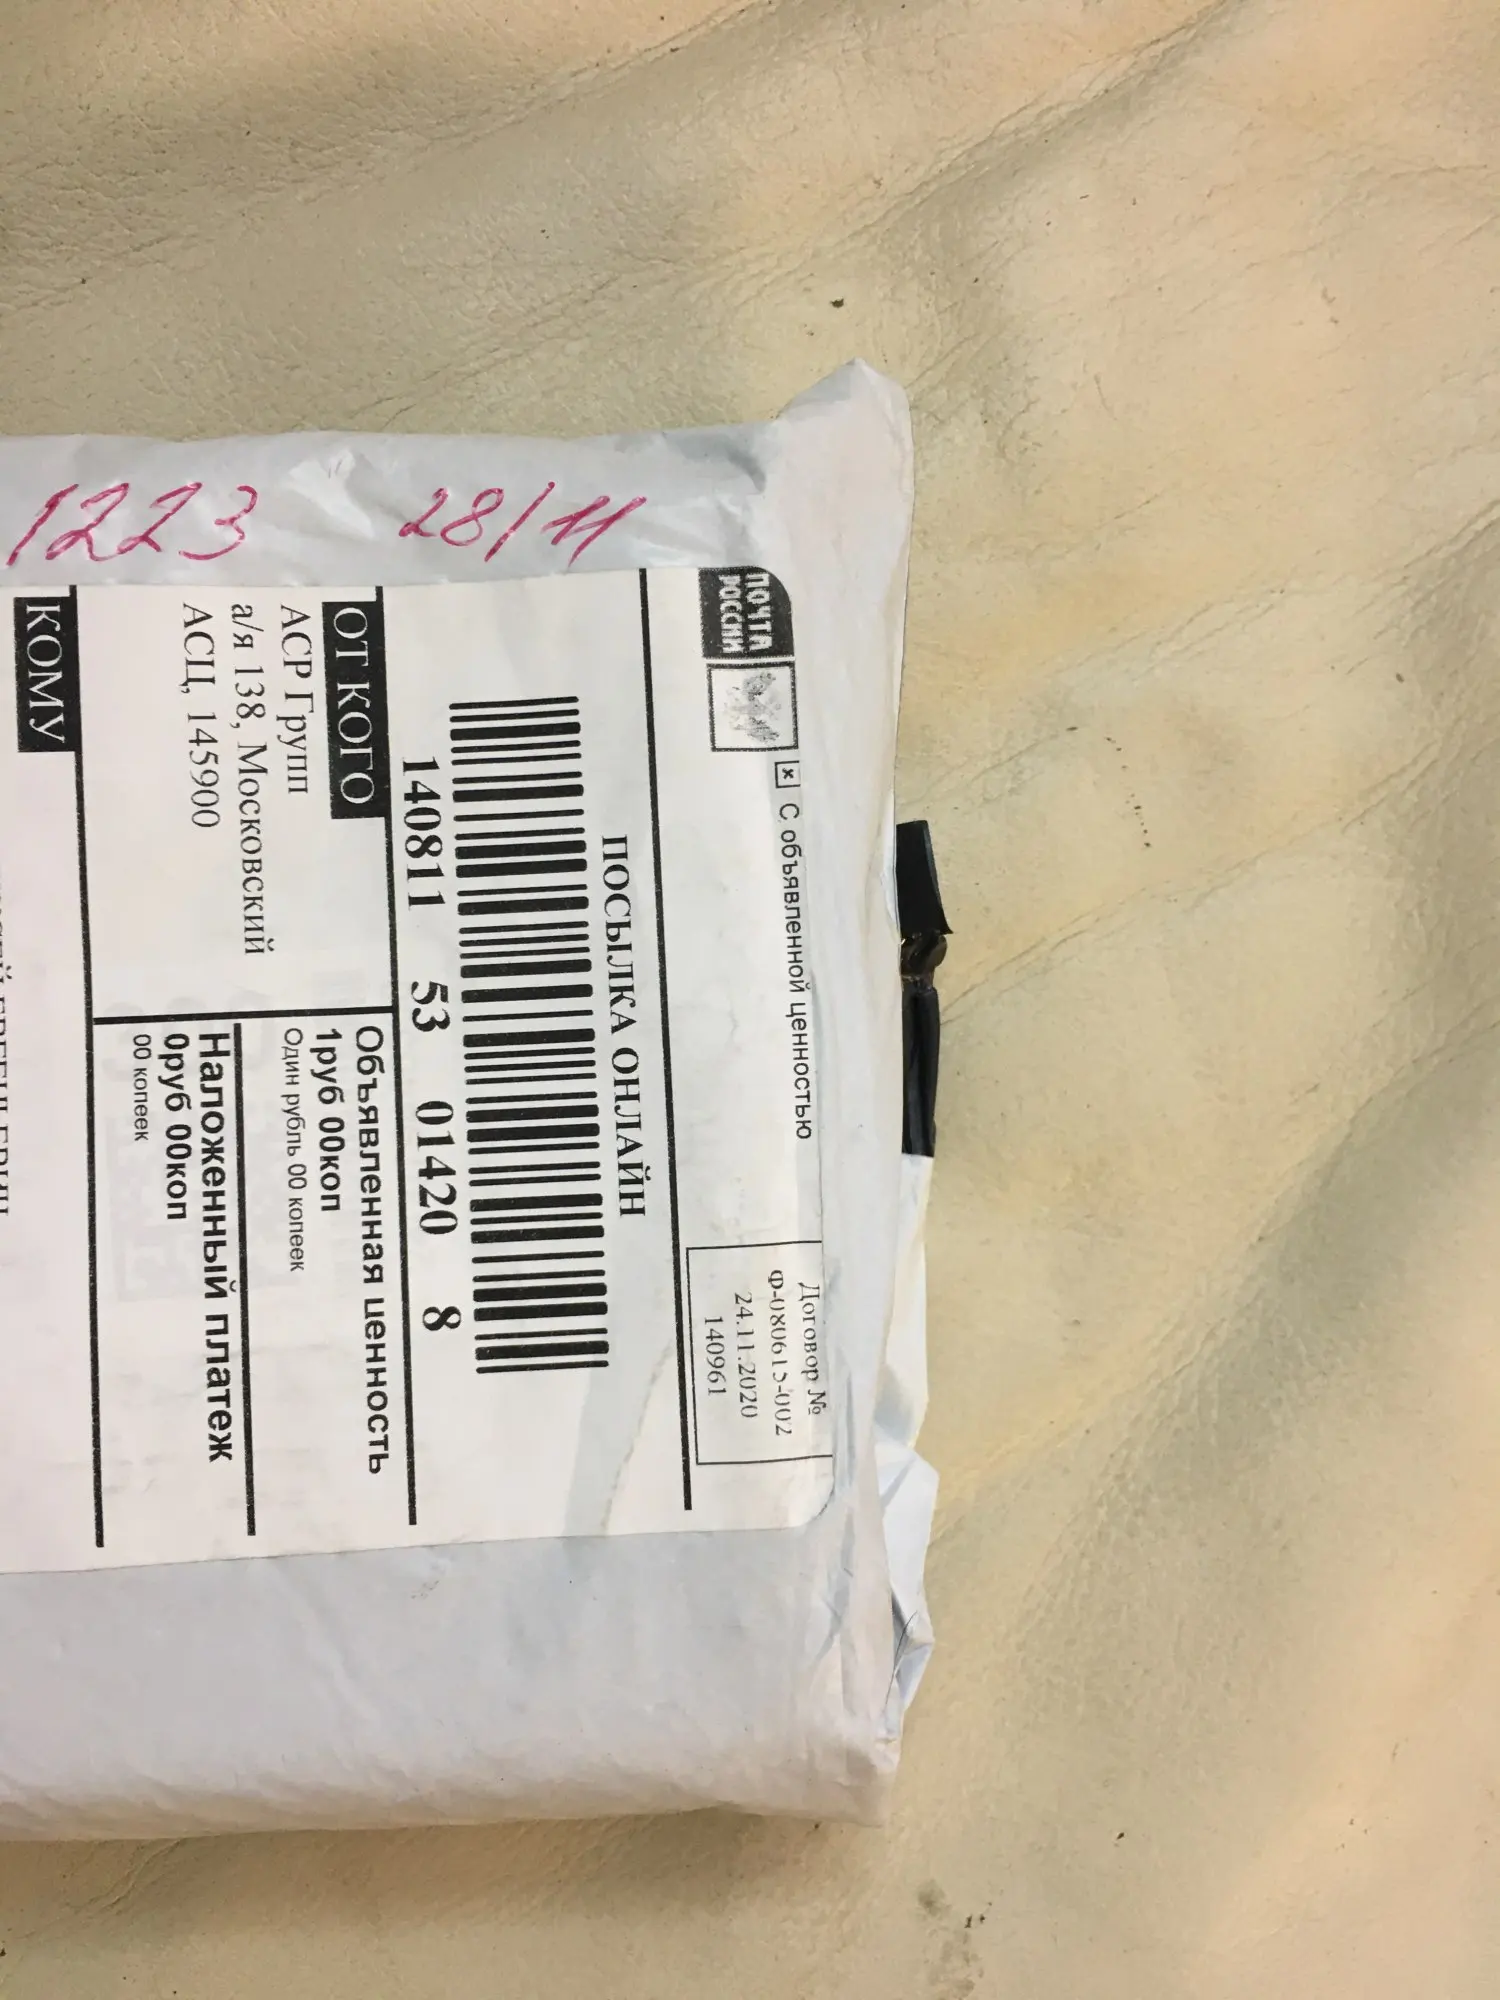 1223 28/11
ПОЧТА
РОССИИ
x С объявленной ценностью
Договор №
Ф-080615-002
24.11.2020
140961
ПОСЫЛКА ОНЛАЙН
140811 53 01420 8
ОТ КОГО
АСР Групп
а/я 138, Московский
АСЦ, 145900
Объявленная ценность
1руб 00коп
Один рубль 00 копеек
Наложенный платеж
0руб 00коп
00 копеек
КОМУ